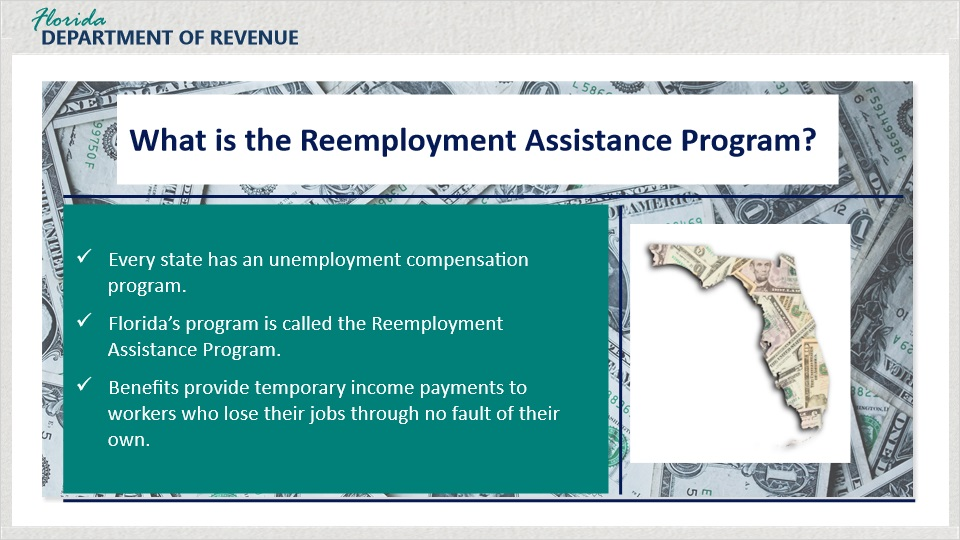 Florida
DEPARTMENT OF REVENUE
What is the Reemployment Assistance Program?
✓ Every state has an unemployment compensation
program.
✓ Florida’s program is called the Reemployment
Assistance Program.
✓ Benefits provide temporary income payments to
workers who lose their jobs through no fault of their
own.